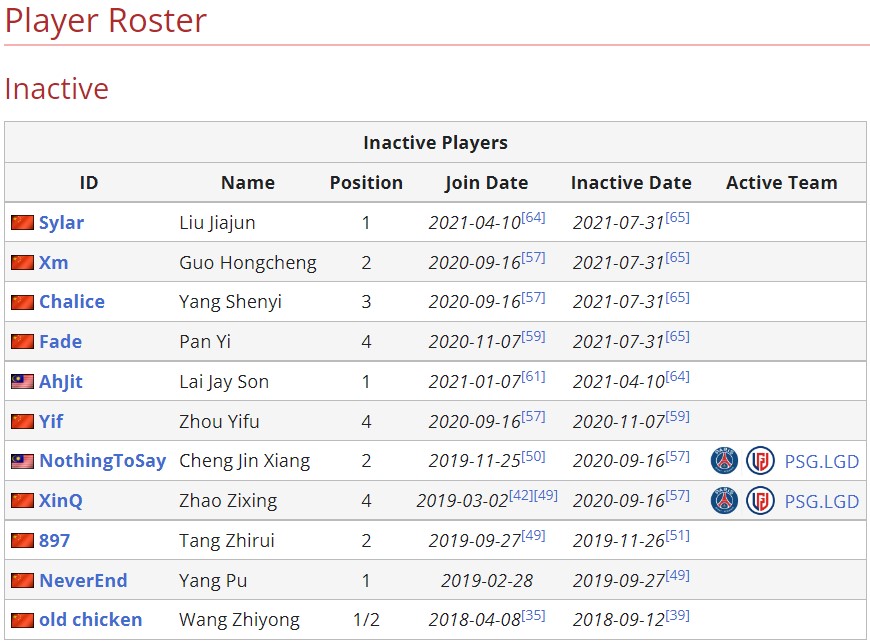 Player Roster
Inactive
Inactive Players
ID Name Position Join Date Inactive Date Active Team
Sylar Liu Jiajun 1 2021-04-10[64] 2021-07-31[65]
Xm Guo Hongcheng 2 2020-09-16[57] 2021-07-31[65]
Chalice Yang Shenyi 3 2020-09-16[57] 2021-07-31[65]
Fade Pan Yi 4 2020-11-07[59] 2021-07-31[65]
AhJit Lai Jay Son 1 2021-01-07[61] 2021-04-10[64]
Yif Zhou Yifu 4 2020-09-16[57] 2020-11-07[59]
NothingToSay Cheng Jin Xiang 2 2019-11-25[50] 2020-09-16[57] PSG.LGD
XinQ Zhao Zixing 4 2019-03-02[42][49] 2020-09-16[57] PSG.LGD
897 Tang Zhirui 2 2019-09-27[49] 2019-11-26[51]
NeverEnd Yang Pu 1 2019-02-28 2019-09-27[49]
old chicken Wang Zhiyong 1/2 2018-04-08[35] 2018-09-12[39]